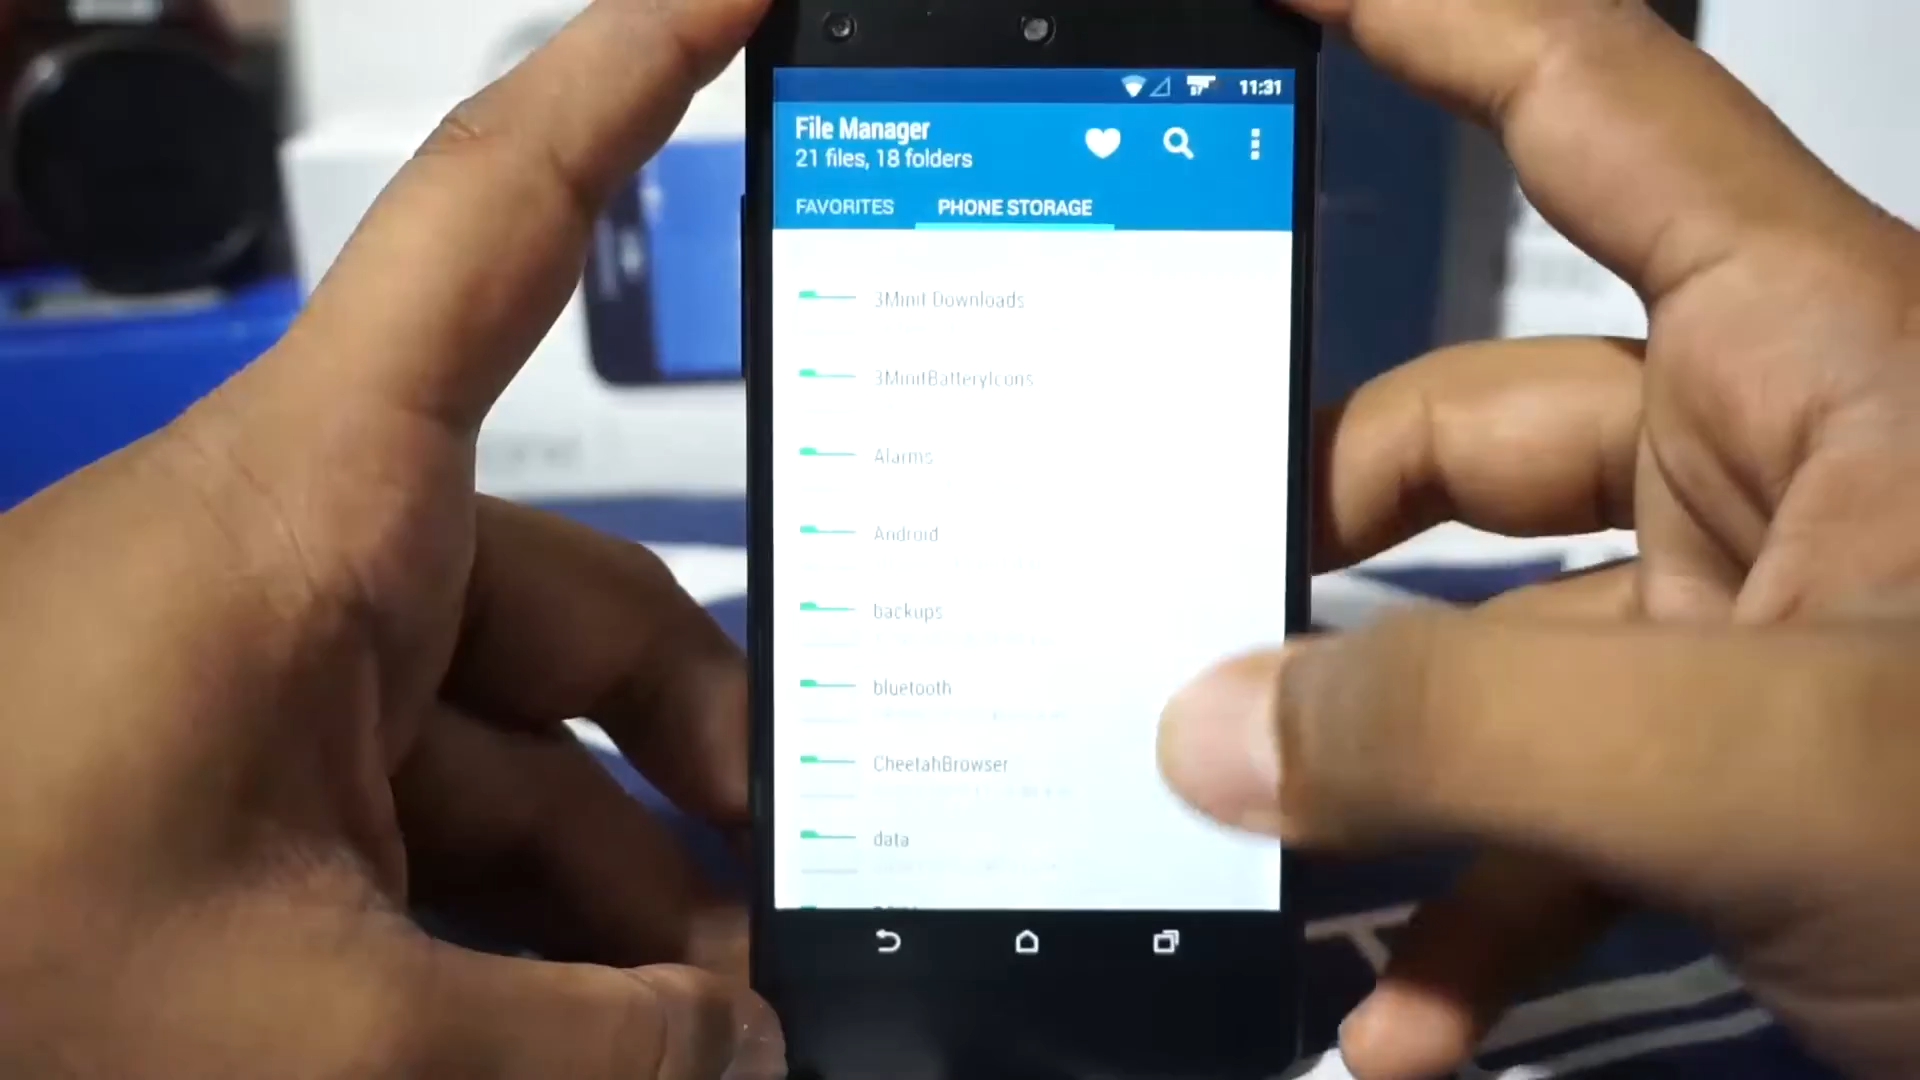 11:31
File Manager
21 files, 18 folders
FAVORITES PHONE STORAGE
3Minit Downloads
3MinitBatteryIcons
Alarms
Android
backups
bluetooth
CheetahBrowser
data